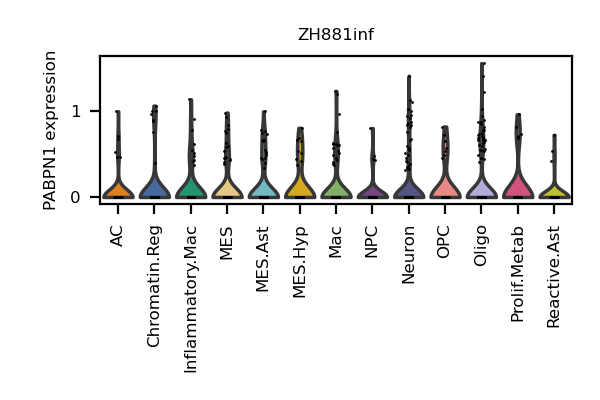 ZH881inf
PABPN1 expression
1
0
AC
Chromatin.Reg
Inflammatory.Mac
MES
MES.Ast
MES.Hyp
Mac
NPC
Neuron
OPC
Oligo
Prolif.Metab
Reactive.Ast